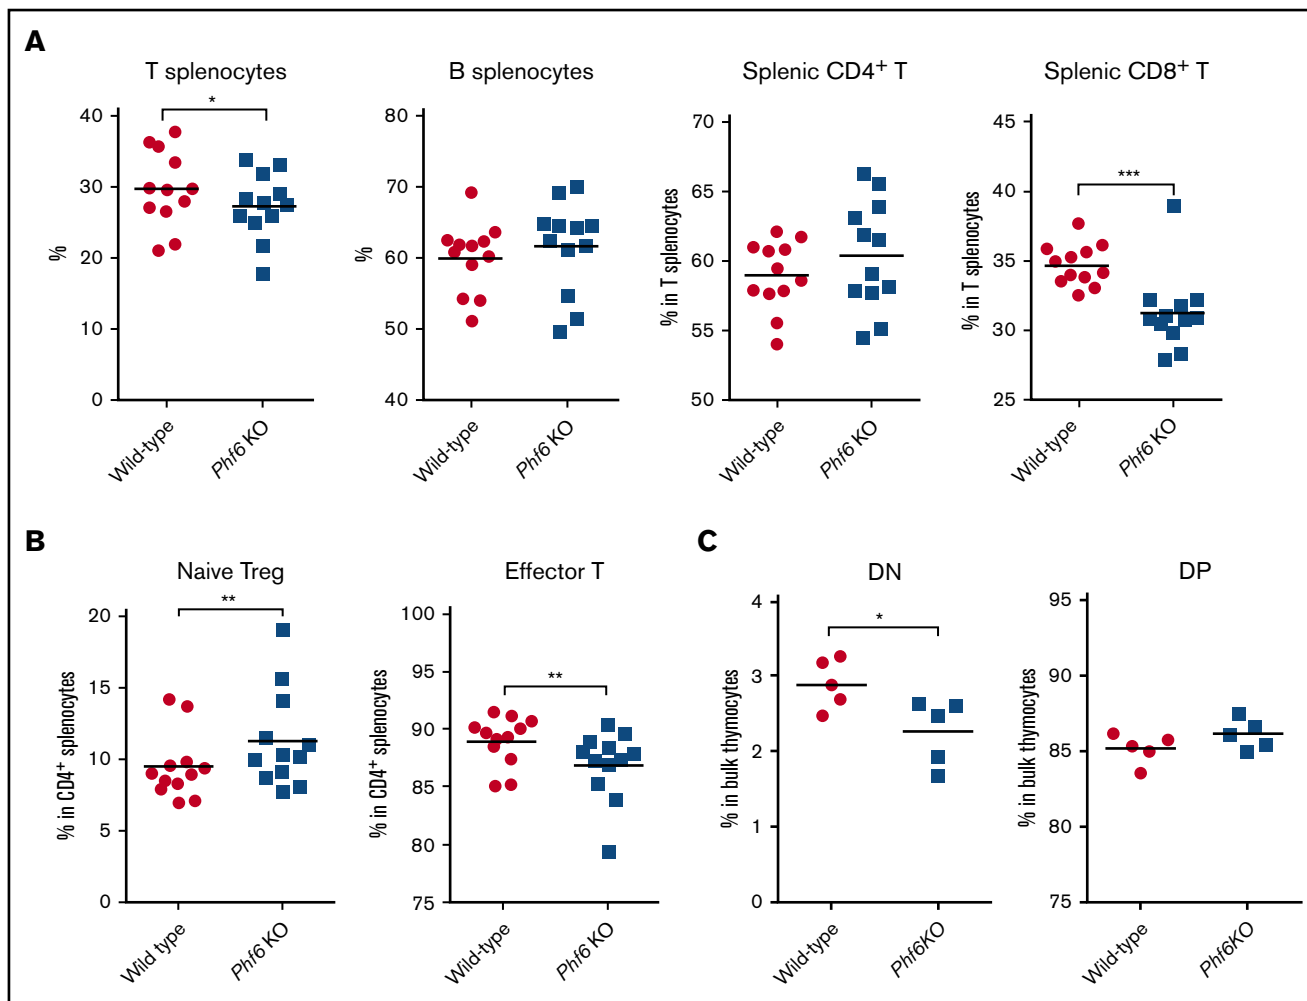 A
T splenocytes
B splenocytes
Splenic CD4+ T
Splenic CD8+ T
*
***
%
40
30
20
10
0
Wild-type
Phf6 KO
%
80
70
60
50
40
Wild-type
Phf6 KO
% in T splenocytes
70
65
60
55
50
Wild-type
Phf6 KO
% in T splenocytes
45
40
35
30
25
Wild-type
Phf6 KO
B
Naive Treg
Effector T
**
**
% in CD4+ splenocytes
20
15
10
5
0
Wild type
Phf6 KO
% in CD4+ splenocytes
100
95
90
85
80
75
Wild-type
Phf6 KO
C
DN
DP
*
% in bulk thymocytes
4
3
2
1
0
Wild-type
Phf6KO
% in bulk thymocytes
95
90
85
80
75
Wild-type
Phf6KO